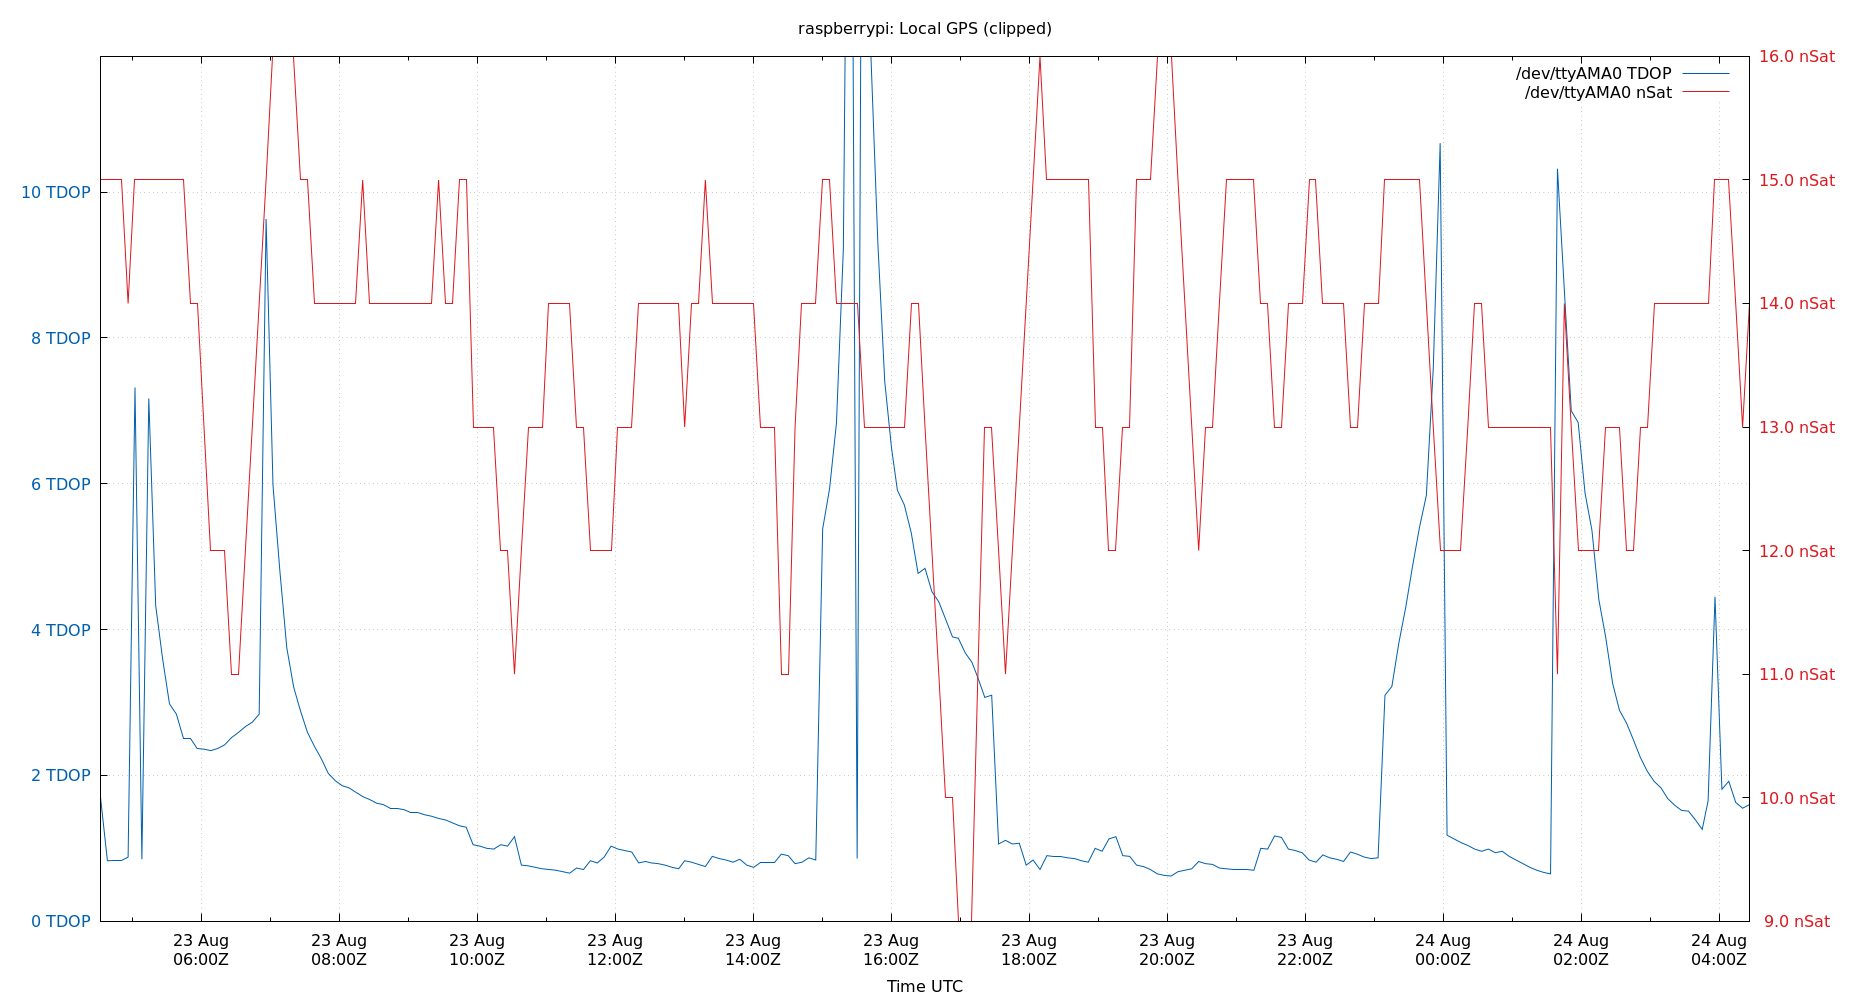 raspberrypi: Local GPS (clipped)
16.0 nSat
/dev/ttyAMA0 TDOP
/dev/ttyAMA0 nSat
15.0 nSat
10 TDOP
14.0 nSat
8 TDOP
13.0 nSat
6 TDOP
12.0 nSat
4 TDOP
11.0 nSat
2 TDOP
10.0 nSat
0 TDOP
9.0 nSat
23 Aug 23 Aug 23 Aug 23 Aug 23 Aug 23 Aug 23 Aug 23 Aug 23 Aug 24 Aug 24 Aug 24 Aug
06:00Z 08:00Z 10:00Z 12:00Z 14:00Z 16:00Z 18:00Z 20:00Z 22:00Z 00:00Z 02:00Z 04:00Z
Time UTC